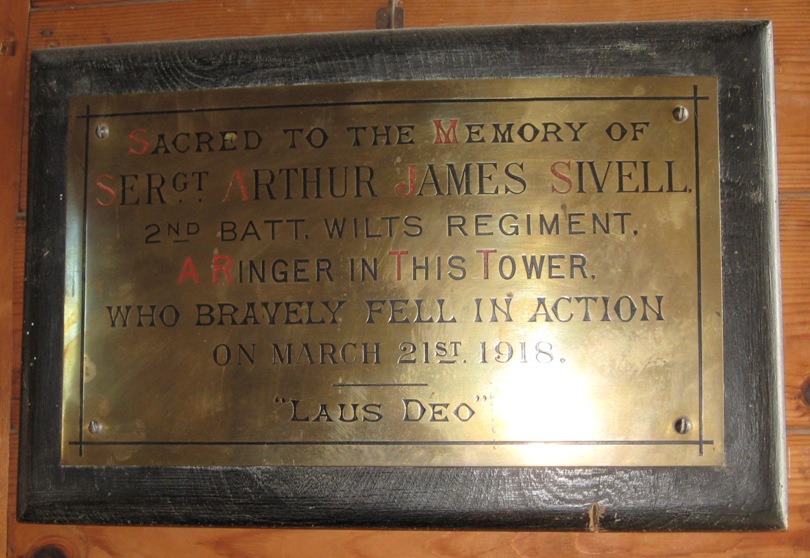 SACRED TO THE MEMORY OF
SERGT ARTHUR JAMES SIVELL,
2ND BATT. WILTS REGIMENT.
A RINGER IN THIS TOWER.
WHO BRAVELY FELL IN ACTION
ON MARCH 21ST. 1918.
"LAUS DEO"